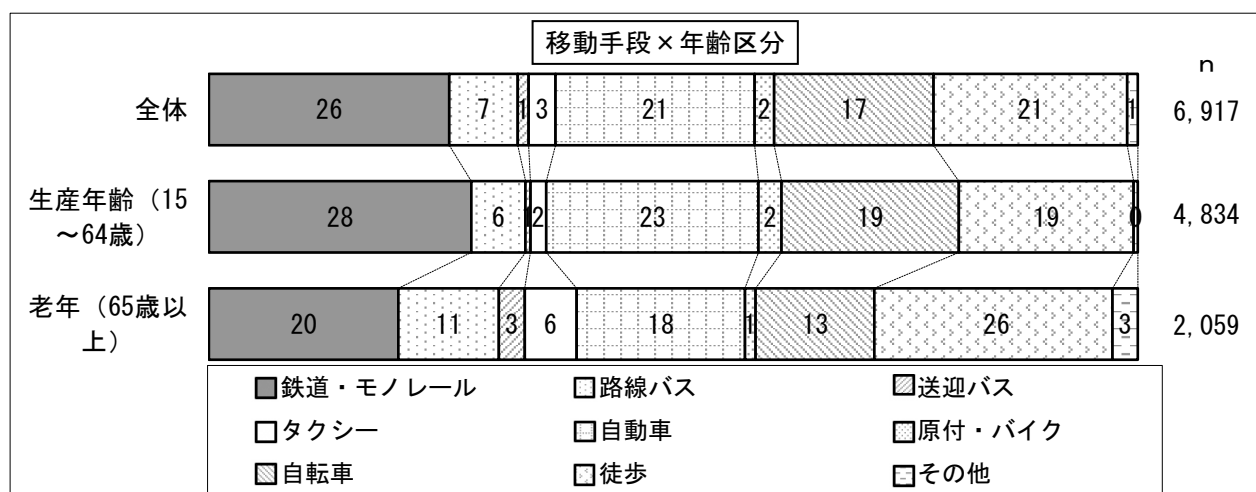 移動手段×年齢区分
n
全体 26 7 1 3 21 2 17 21 1 6,917
生産年齢（15
～64歳）
28 6 1 2 23 2 19 19 0 4,834
老年（65歳以
上）
20 11 3 6 18 1 13 26 3 2,059
鉄道・モノレール 路線バス 送迎バス
タクシー 自動車 原付・バイク
自転車 徒歩 その他